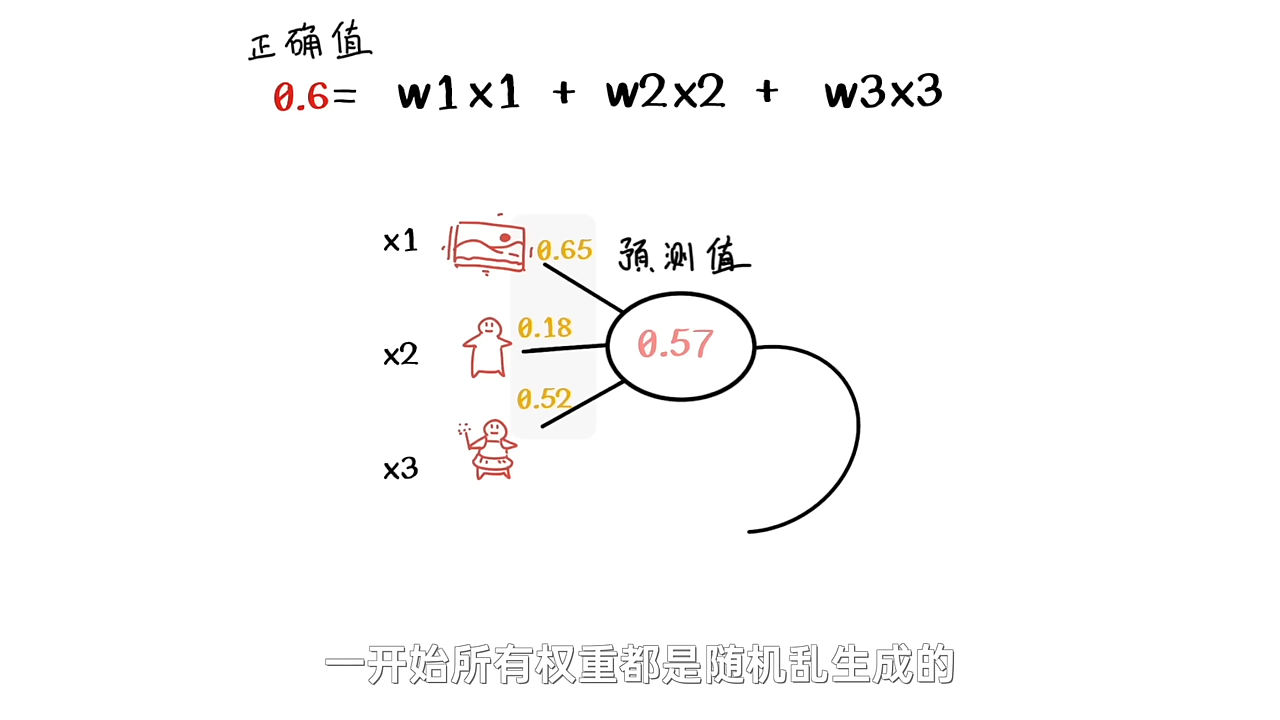 正确值
0.6= w1x1 + w2x2 + w3x3
x1
0.65
預测值
0.18
0.57
x2
0.52
x3
一开始所有权重都是随机乱生成的